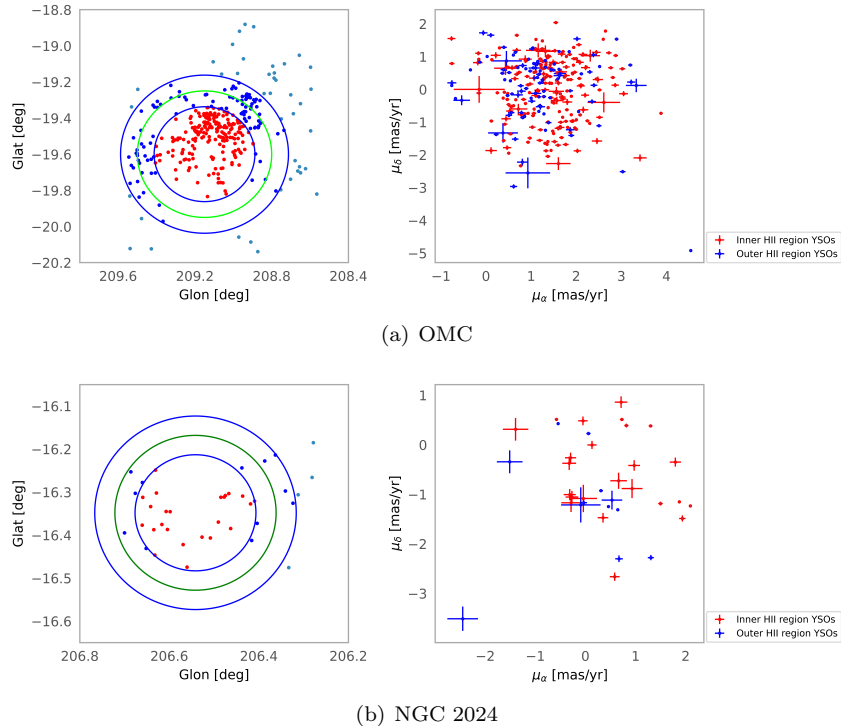 −18.8
−19.0
−19.2
−19.4
−19.6
−19.8
−20.0
−20.2
Glat [deg]
209.6 209.2 208.8 208.4
Glon [deg]
2
1
0
−1
−2
−3
−4
−5
μδ [mas/yr]
−1 0 1 2 3 4
μα [mas/yr]
Inner HII region YSOs
Outer HII region YSOs
(a) OMC
−16.1
−16.2
−16.3
−16.4
−16.5
−16.6
Glat [deg]
206.8 206.6 206.4 206.2
Glon [deg]
1
0
−1
−2
−3
μδ [mas/yr]
−2 −1 0 1 2
μα [mas/yr]
Inner HII region YSOs
Outer HII region YSOs
(b) NGC 2024